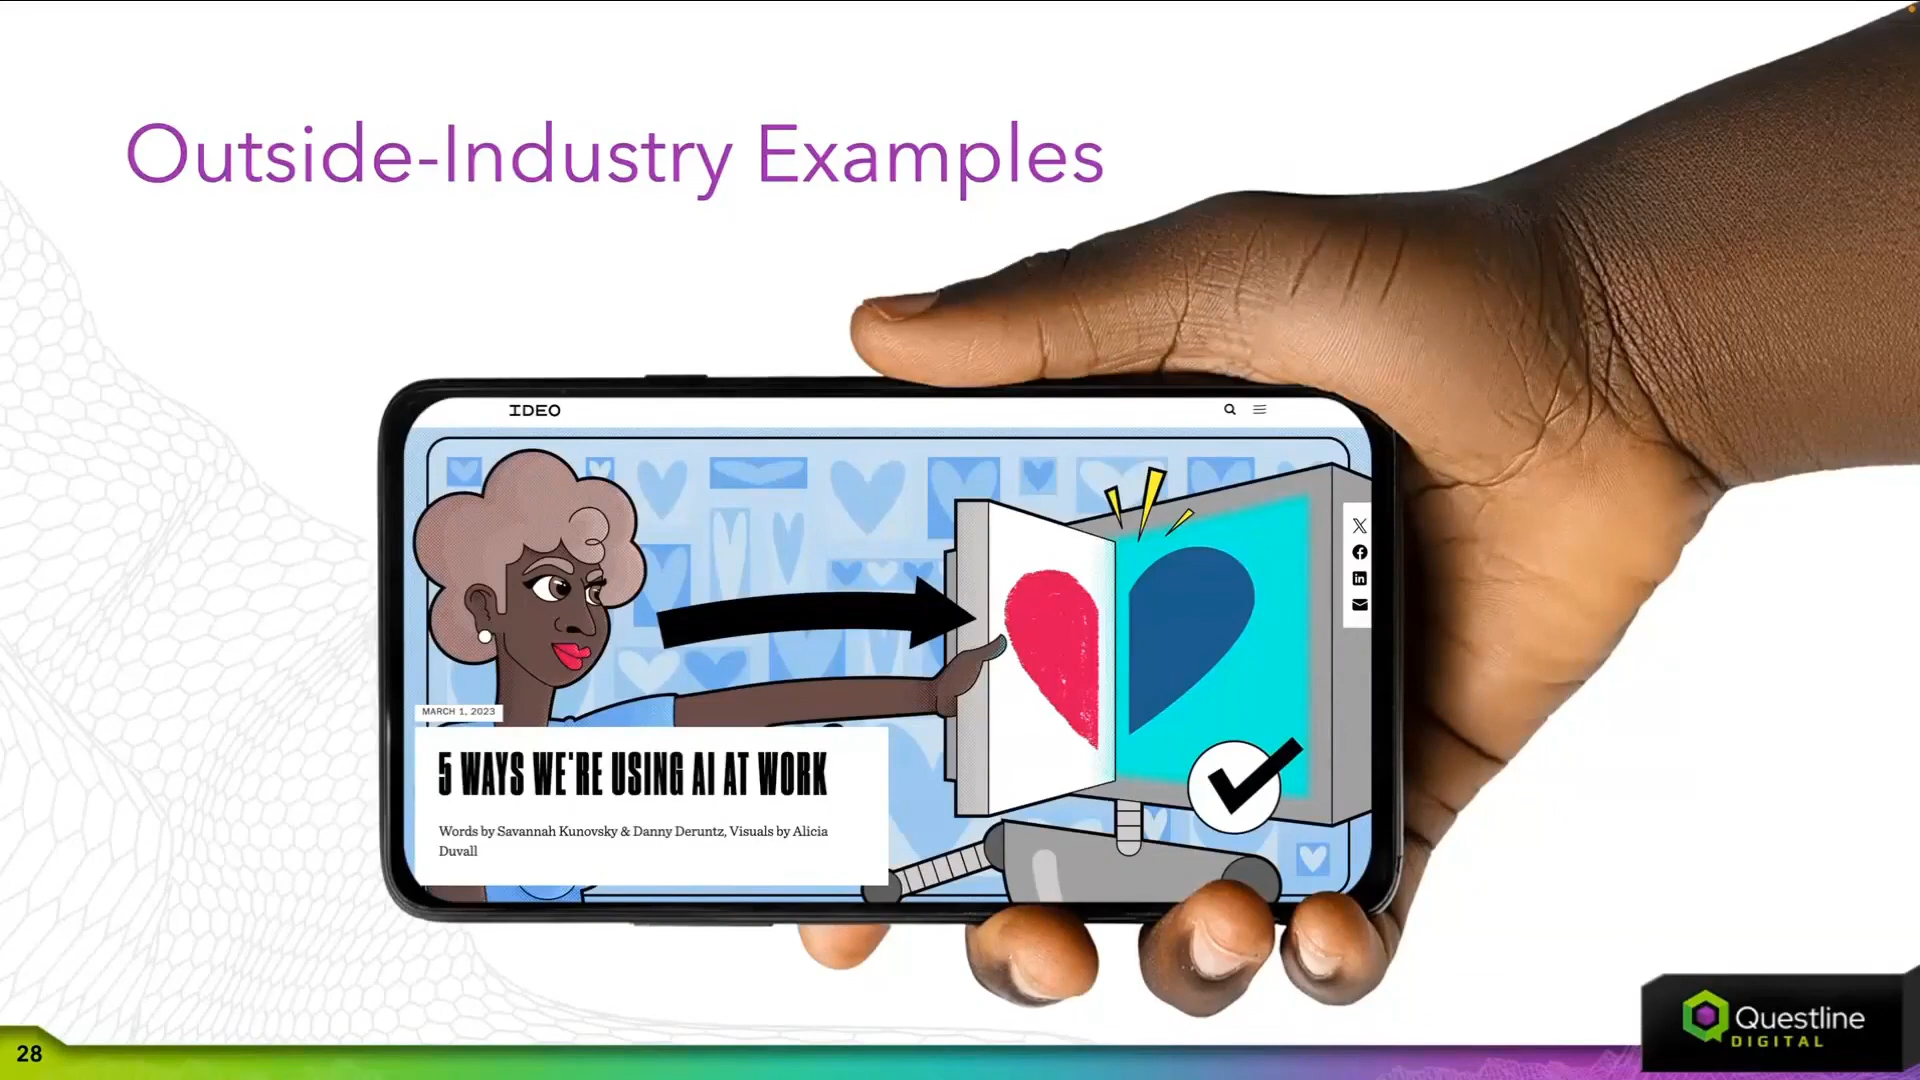 Outside-Industry Examples
IDEO
MARCH 1, 2023
5 WAYS WE'RE USING AI AT WORK
Words by Savannah Kunovsky & Danny Deruntz, Visuals by Alicia
Duvall
28
Questline
DIGITAL